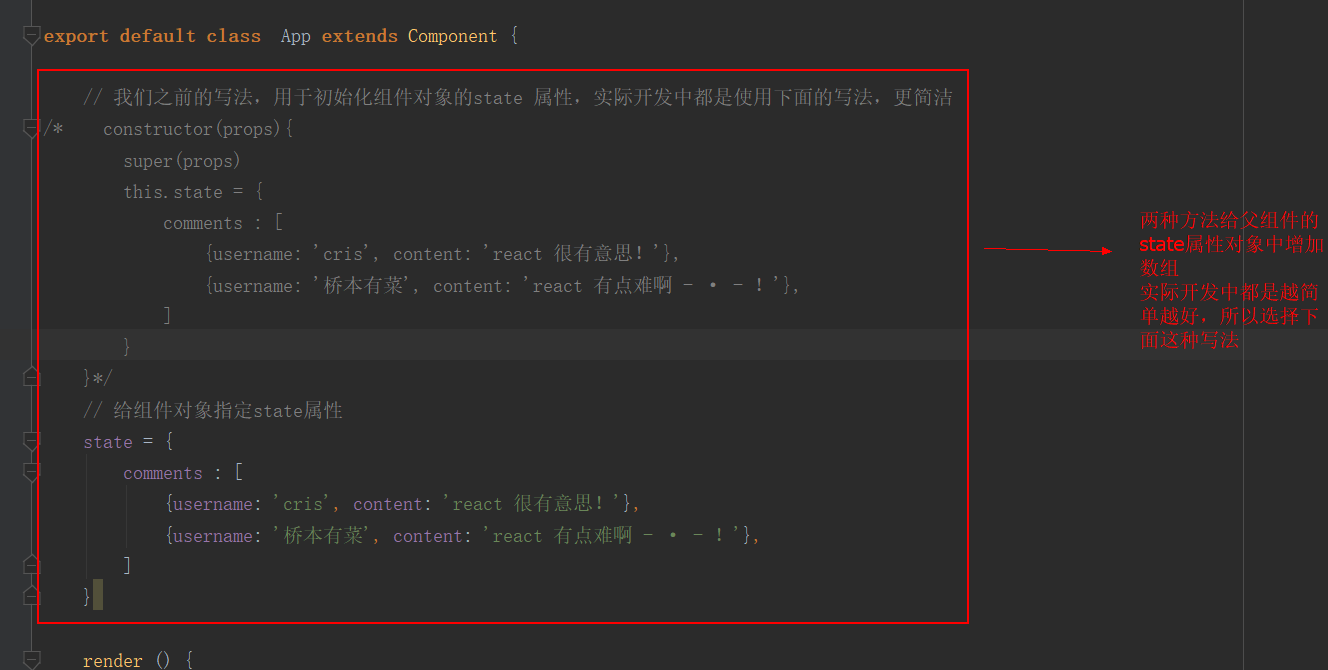 export default class  App extends Component {
// 我们之前的写法，用于初始化组件对象的state 属性，实际开发中都是使用下面的写法，更简洁
/*    constructor(props){
super(props)
this.state = {
comments : [
{username: 'cris', content: 'react 很有意思！'},
{username: '桥本有菜', content: 'react 有点难啊 - · - ！'},
]
}
}*/
// 给组件对象指定state属性
state = {
comments : [
{username: 'cris', content: 'react 很有意思！'},
{username: '桥本有菜', content: 'react 有点难啊 - · - ！'},
]
}
render () {
两种方法给父组件的
state属性对象中增加
数组
实际开发中都是越简
单越好，所以选择下
面这种写法